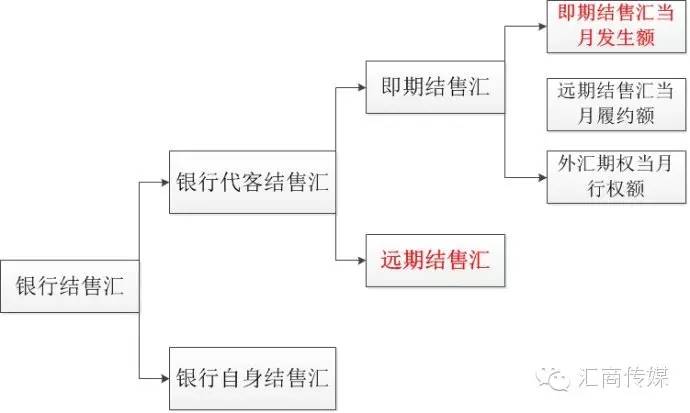 即期结售汇当
月发生额
即期结售汇
远期结售汇当
月履约额
外汇期权当月
行权额
银行代客结售汇
远期结售汇
银行结售汇
银行自身结售汇
汇商传媒